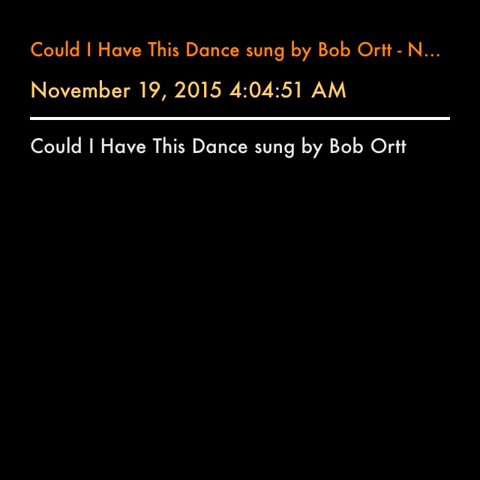 Could I Have This Dance sung by Bob Ortt - N...
November 19, 2015 4:04:51 AM
Could I Have This Dance sung by Bob Ortt